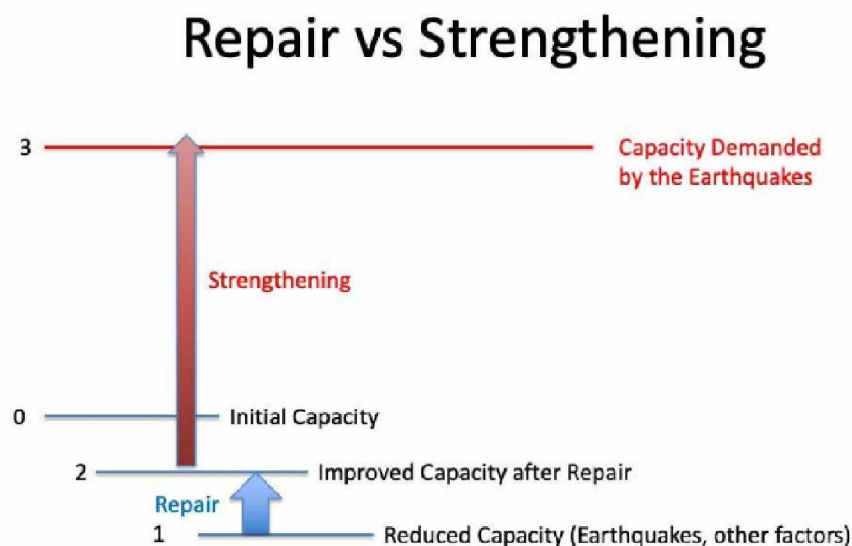 Repair vs Strengthening
3
Capacity Demanded
by the Earthquakes
Strengthening
0
Initial Capacity
2
Improved Capacity after Repair
Repair
1
Reduced Capacity (Earthquakes, other factors)